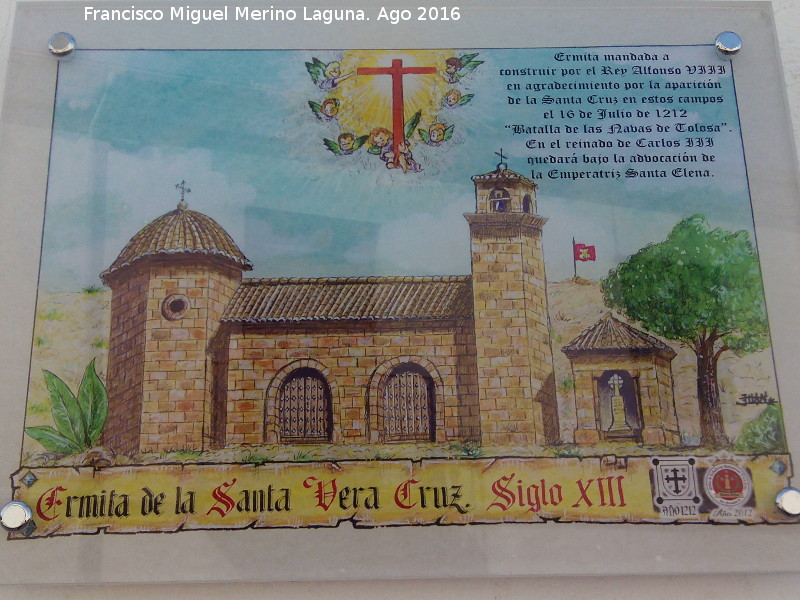 Francisco Miguel Merino Laguna. Ago 2016
Ermita mandada a
construir por el Rey Alfonso VIII
en agradecimiento por la aparición
de la Santa Cruz en estos campos
el 16 de Julio de 1212
"Batalla de las Navas de Tolosa".
En el reinado de Carlos III
quedará bajo la advocación de
la Emperatriz Santa Elena.
Ermita de la Santa Vera Cruz. Siglo XIII
AÑO 1212
Año 2012